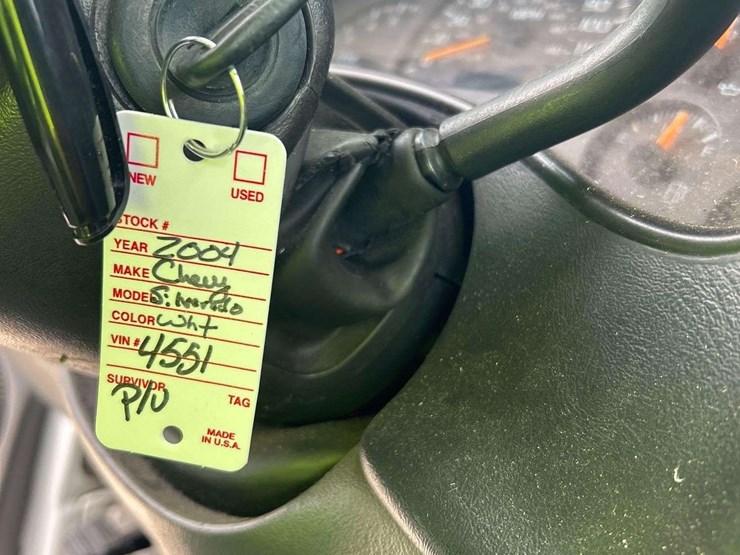 NEW
USED
STOCK #
YEAR 2004
MAKE Chevy
MODEL Silverado
COLOR Wht
VIN # 4551
SURVIVOR TAG
P/U
MADE
IN U.S.A.